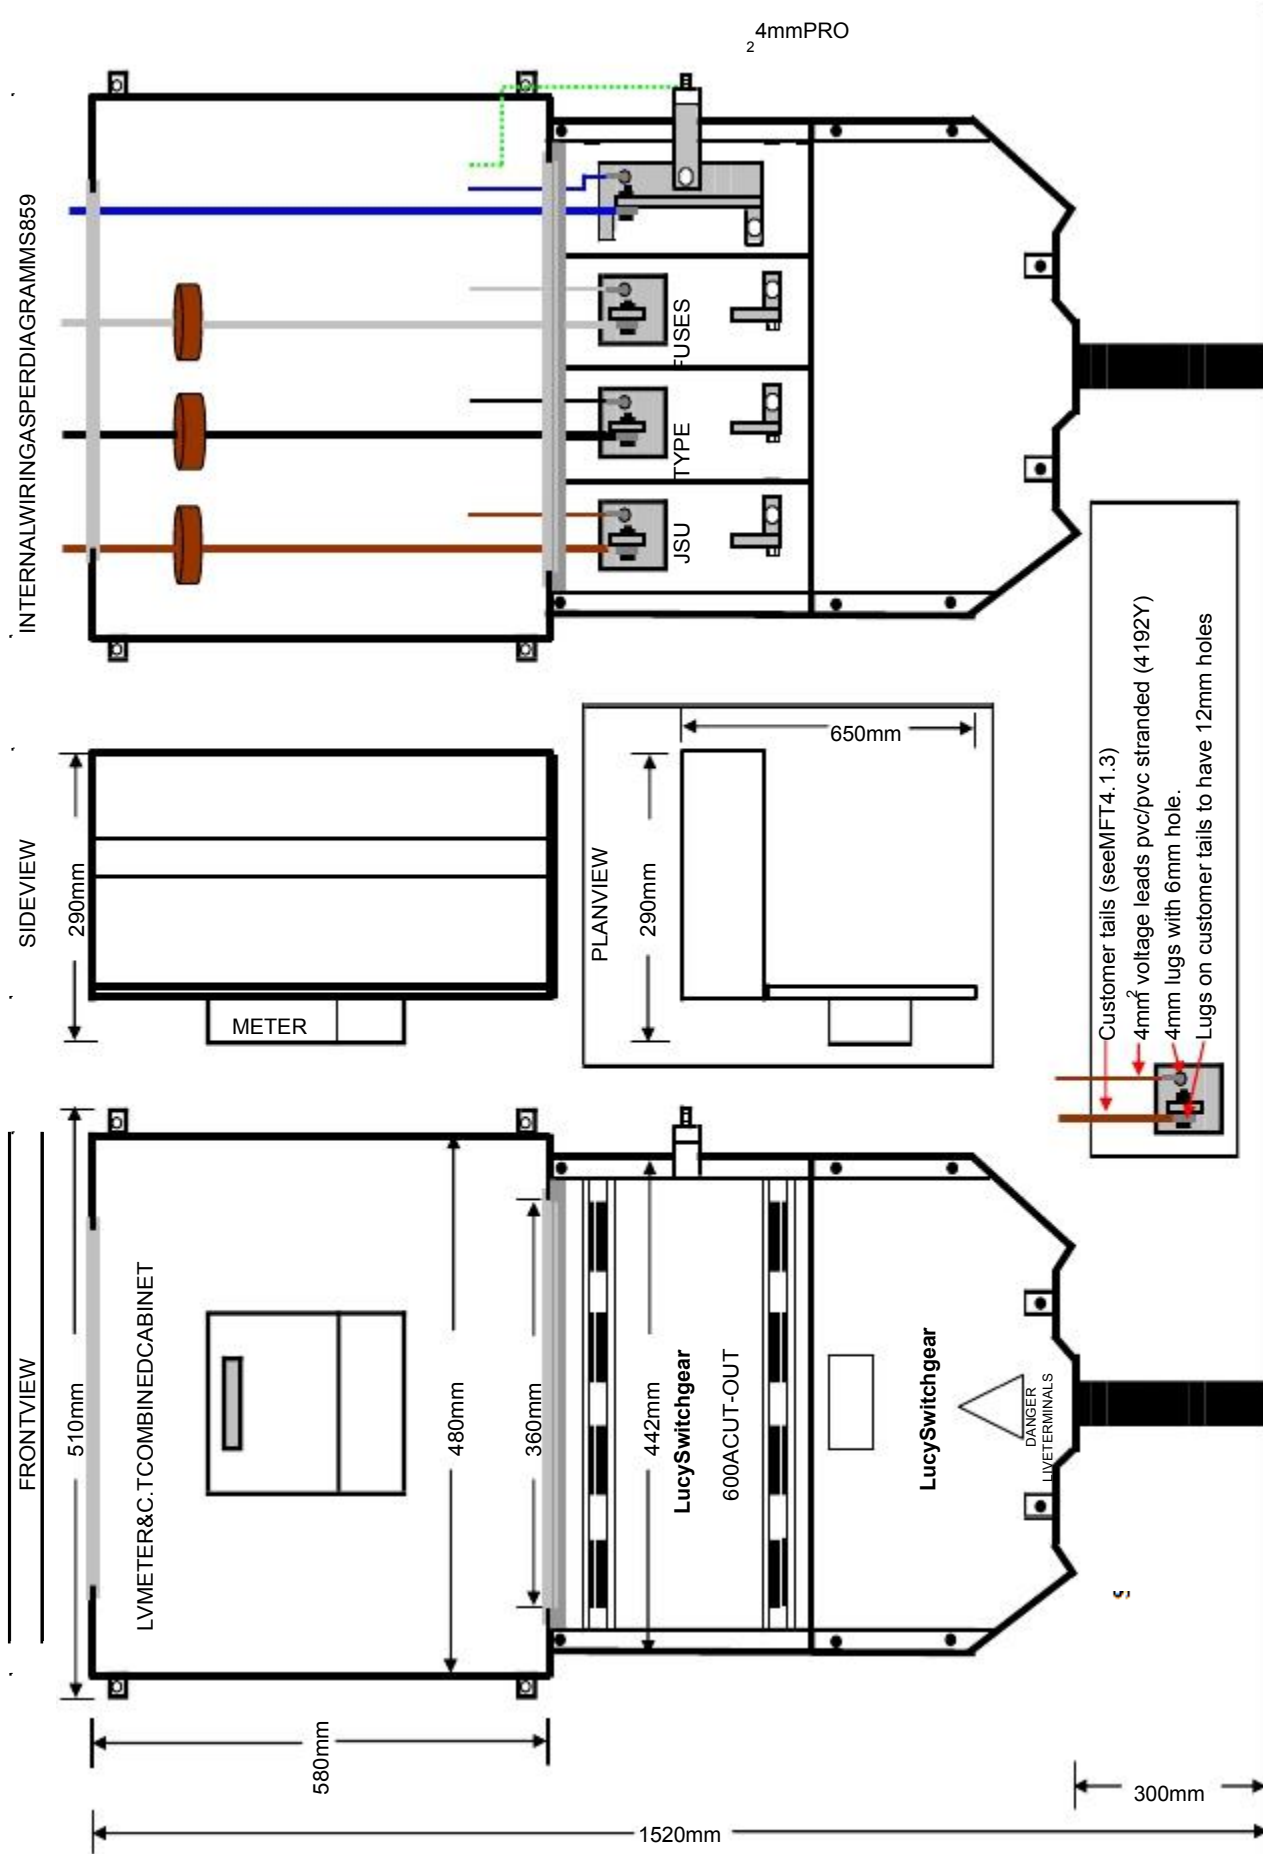 4mmPRO
2
INTERNALWIRINGASPERDIAGRAMMS859
FUSES
TYPE
JSU
SIDEVIEW
290mm
METER
PLANVIEW
290mm
650mm
Customer tails (seeMFT4.1.3)
4mm2 voltage leads pvc/pvc stranded (4192Y)
4mm lugs with 6mm hole.
Lugs on customer tails to have 12mm holes
FRONTVIEW
510mm
LVMETER&C.TCOMBINEDCABINET
480mm
360mm
442mm
LucySwitchgear
600ACUT-OUT
LucySwitchgear
DANGER
LIVETERMINALS
580mm
300mm
1520mm